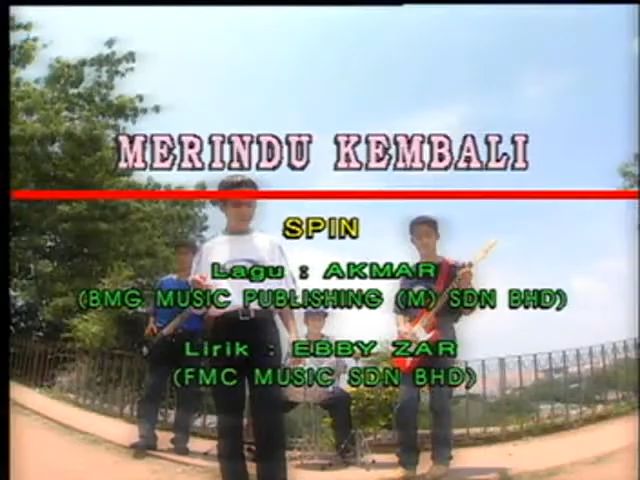 MERINDU KEMBALI
SPIN
Lagu : AKMAR
(BMG MUSIC PUBLISHING (M) SDN BHD)
Lirik : EBBY ZAR
(FMC MUSIC SDN BHD)